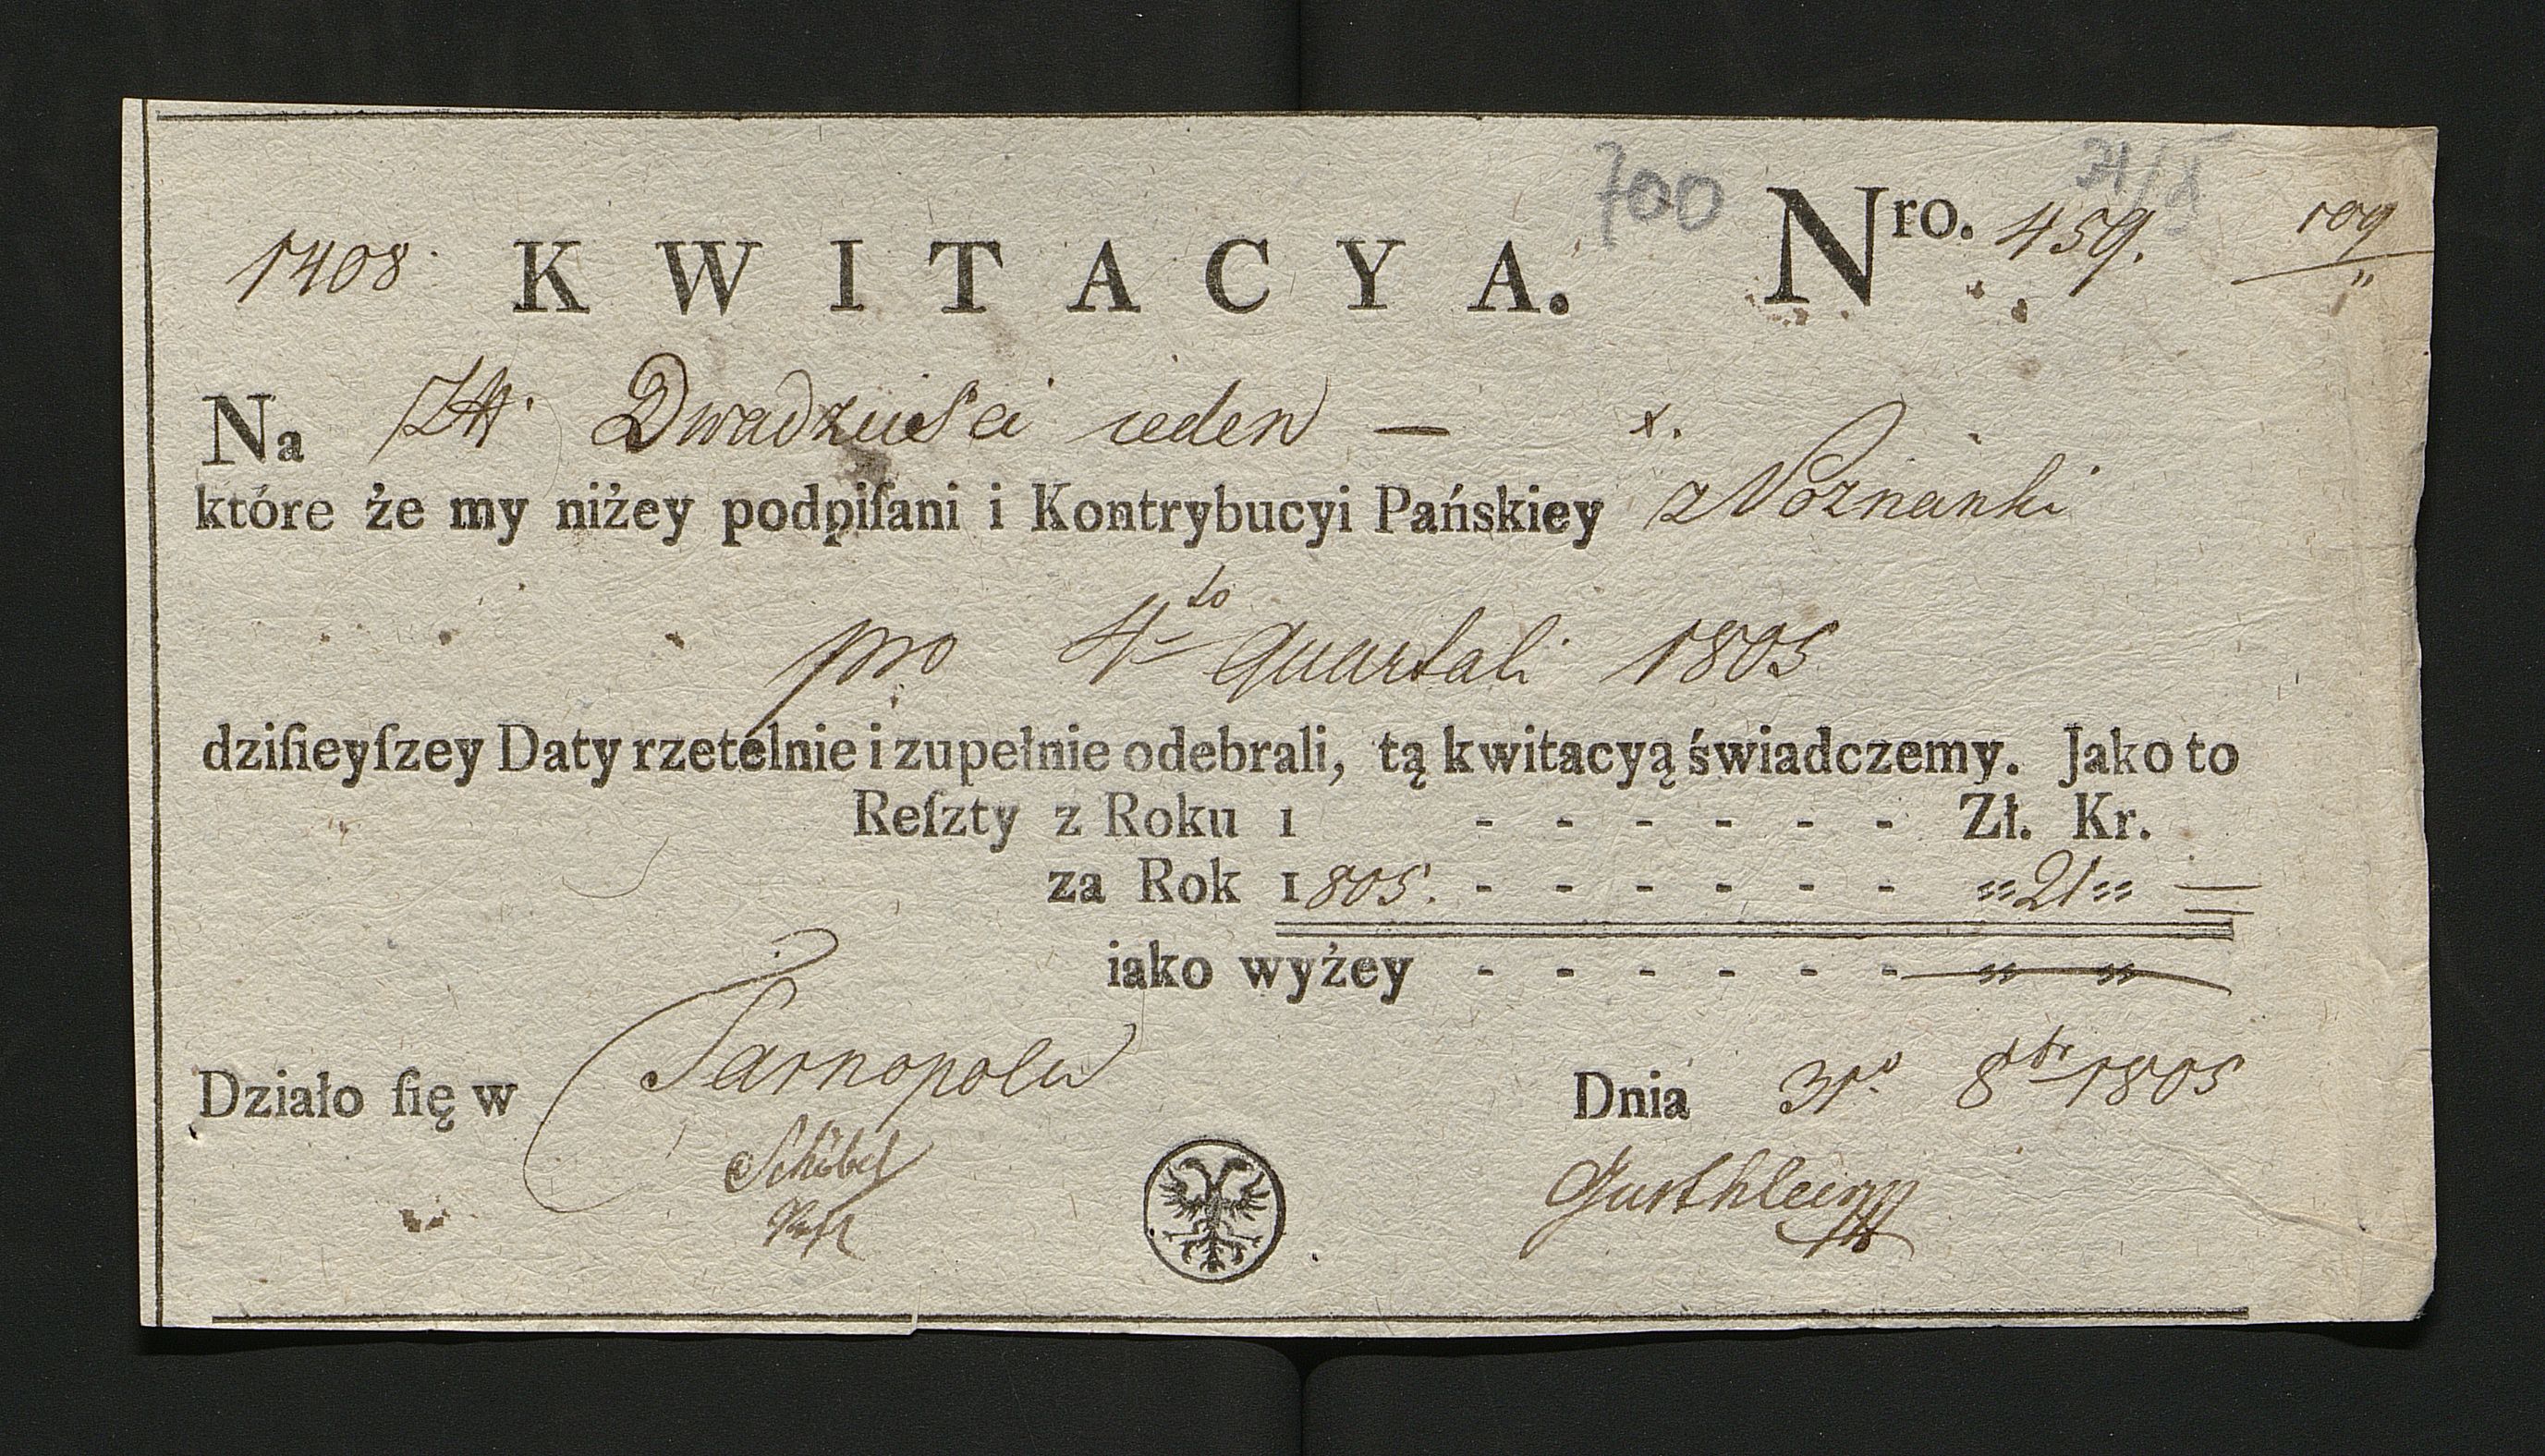 700 31/X
1408. KWITACYA. Nro. 459. 109
Na Dwadzieścia ieden — x.
które że my niżey podpiſani i Kontrybucyi Pańskiey z Poznanki
pro 4to quartali 1805
dziſieyſzey Daty rzetelnie i zupełnie odebrali, tą kwitacyą świadczemy. Jako to
Reſzty z Roku 1 - - - - - - Zł. Kr.
za Rok 1805. - - - - - - " 21 " —
iako wyżey - - - - - - " "
Działo ſię w Tarnopolu Dnia 31o 8br 1805